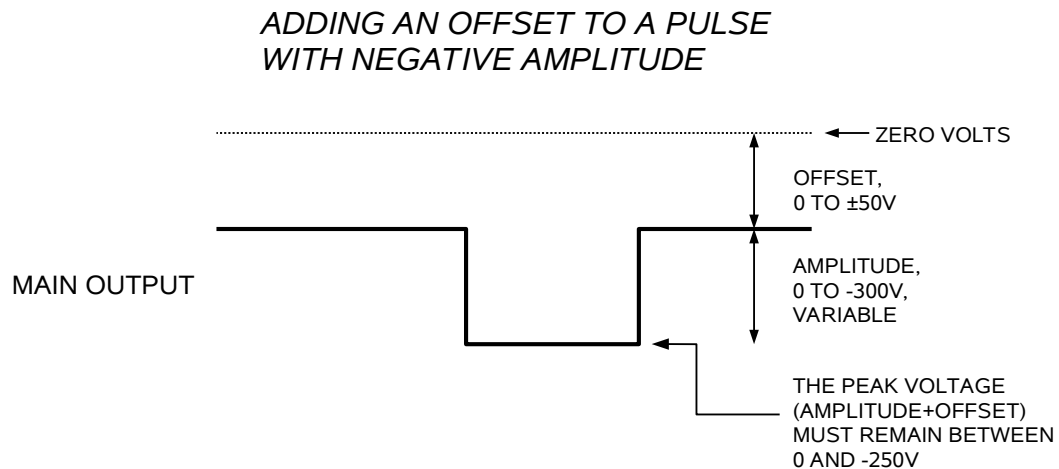 ADDING AN OFFSET TO A PULSE
WITH NEGATIVE AMPLITUDE
ZERO VOLTS
OFFSET,
0 TO ±50V
MAIN OUTPUT
AMPLITUDE,
0 TO -300V,
VARIABLE
THE PEAK VOLTAGE
(AMPLITUDE+OFFSET)
MUST REMAIN BETWEEN
0 AND -250V